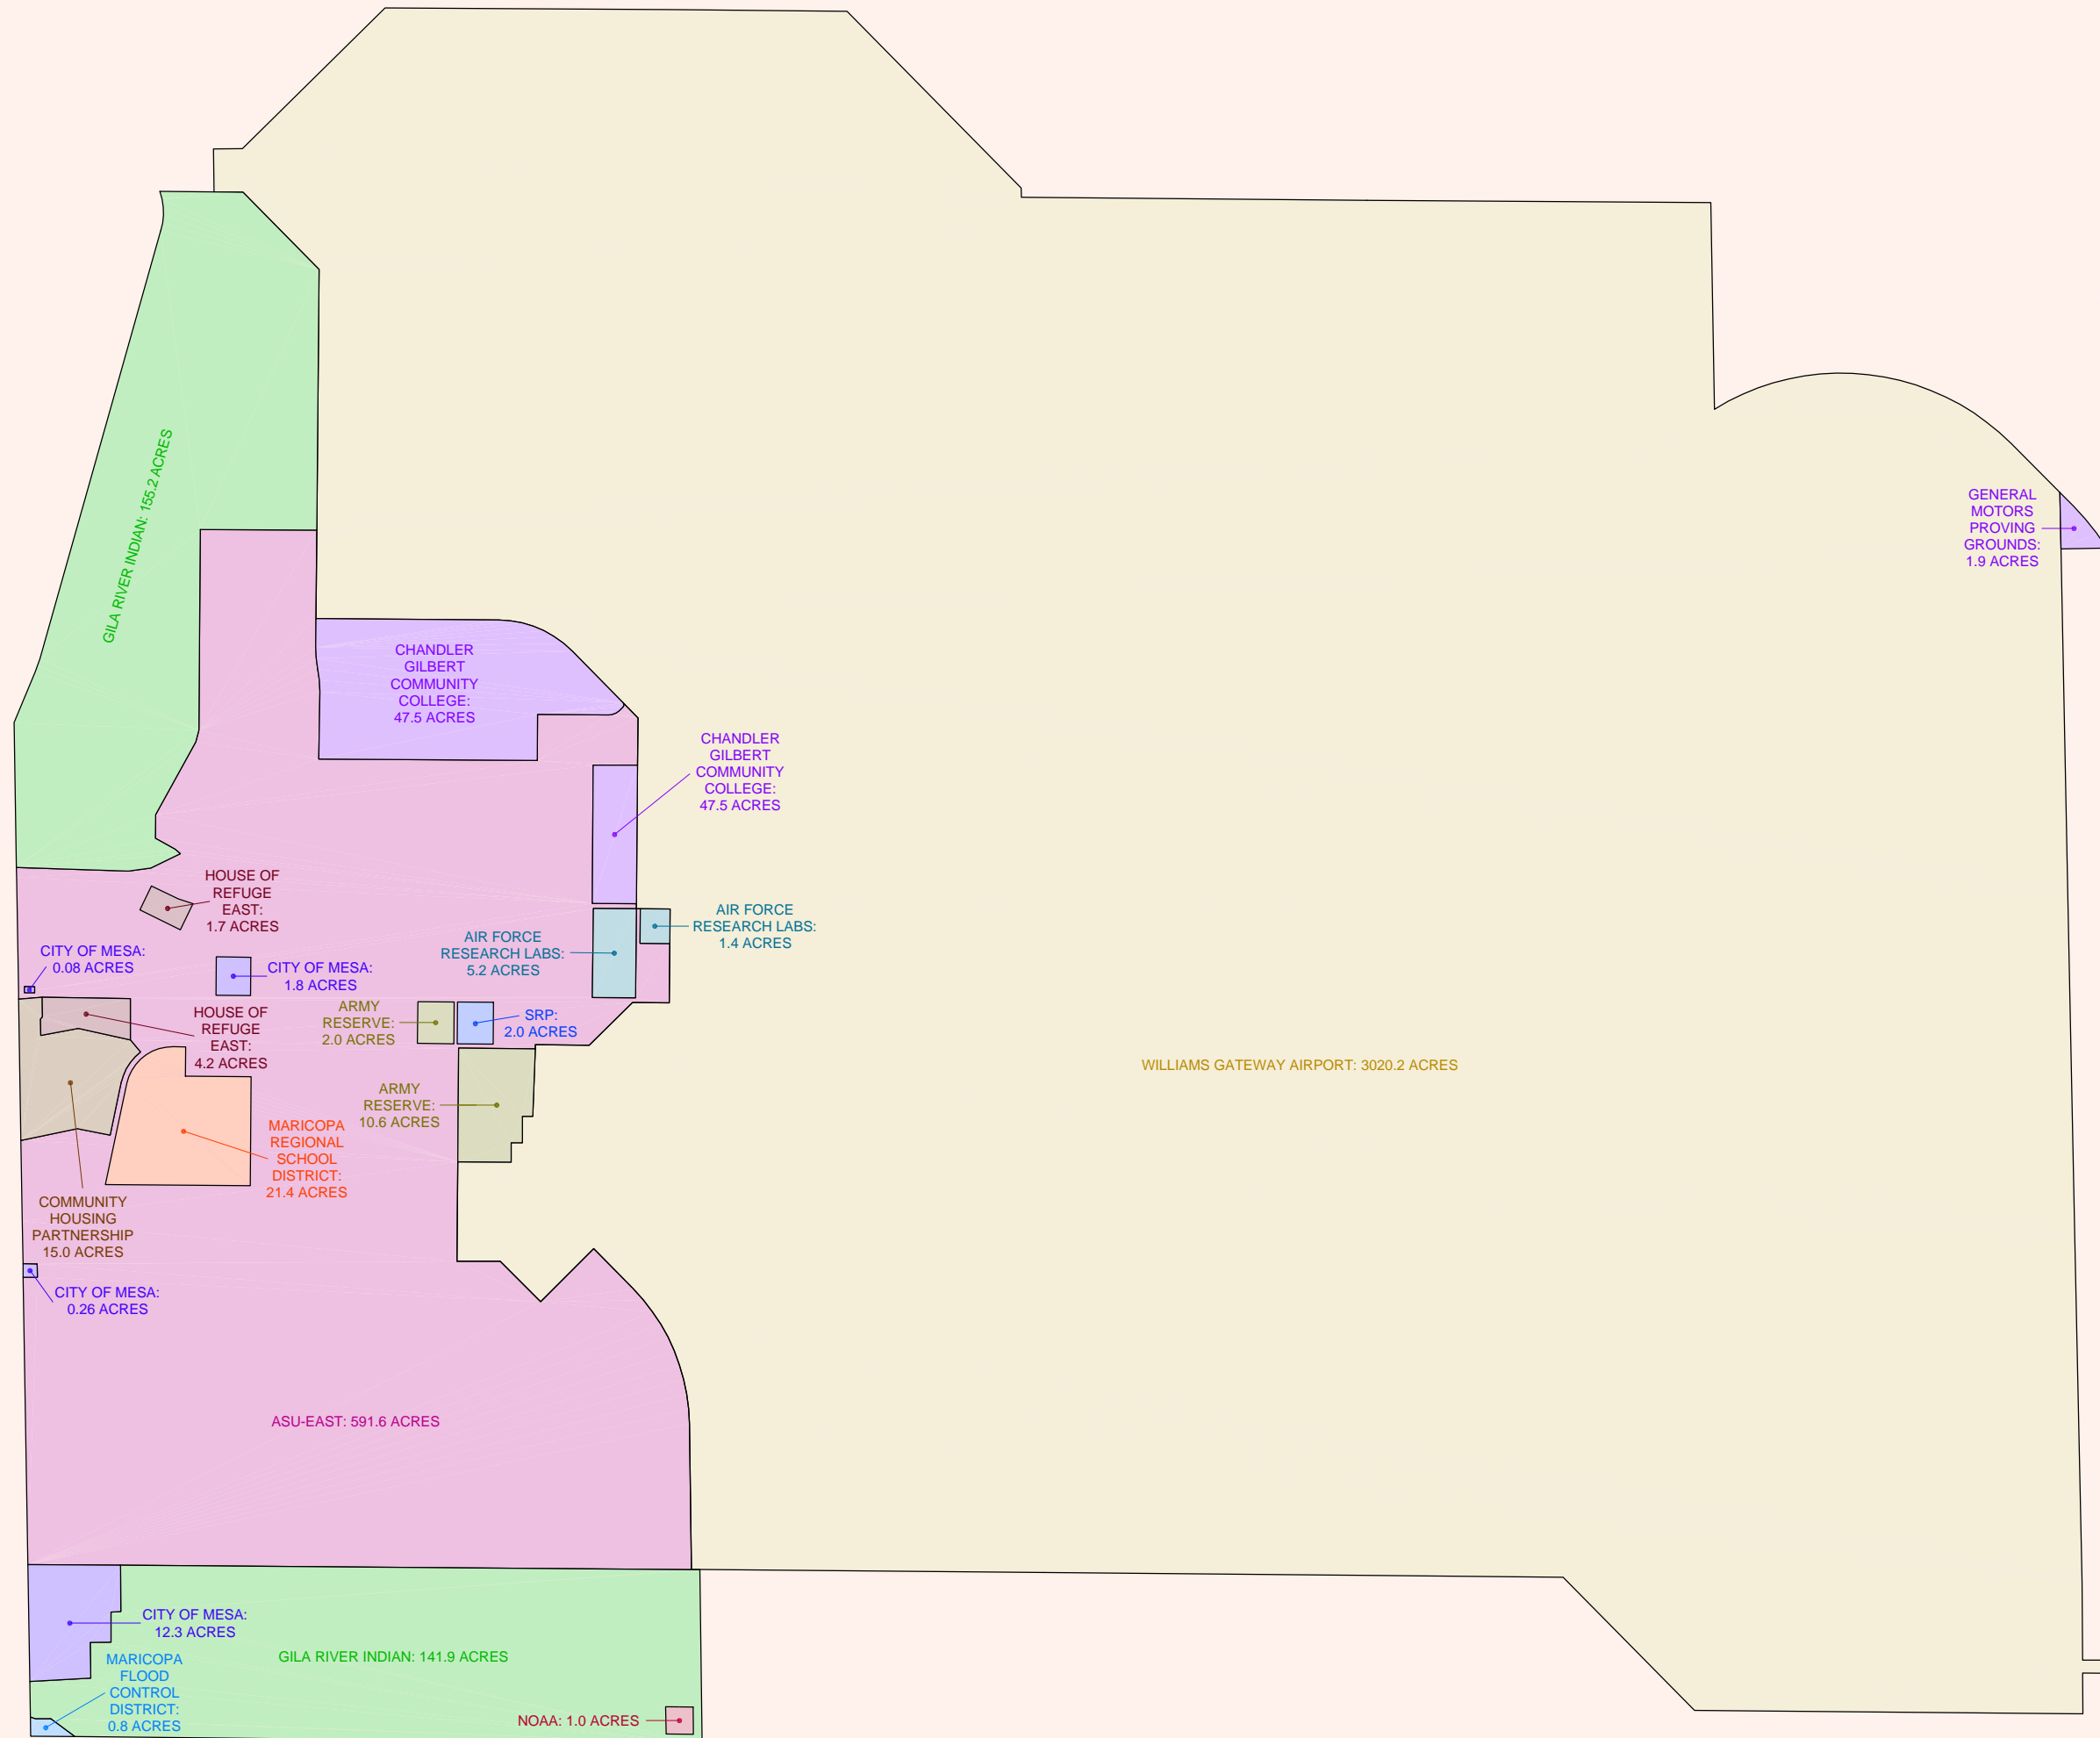 GILA RIVER INDIAN: 155.2 ACRES
GENERAL
MOTORS
PROVING
GROUNDS:
1.9 ACRES
CHANDLER
GILBERT
COMMUNITY
COLLEGE:
47.5 ACRES
CHANDLER
GILBERT
COMMUNITY
COLLEGE:
47.5 ACRES
HOUSE OF
REFUGE
EAST:
1.7 ACRES
AIR FORCE
RESEARCH LABS:
1.4 ACRES
AIR FORCE
RESEARCH LABS:
5.2 ACRES
CITY OF MESA:
0.08 ACRES
CITY OF MESA:
1.8 ACRES
HOUSE OF
REFUGE
EAST:
4.2 ACRES
ARMY
RESERVE:
2.0 ACRES
SRP:
2.0 ACRES
WILLIAMS GATEWAY AIRPORT: 3020.2 ACRES
ARMY
RESERVE:
10.6 ACRES
MARICOPA
REGIONAL
SCHOOL
DISTRICT:
21.4 ACRES
COMMUNITY
HOUSING
PARTNERSHIP
15.0 ACRES
CITY OF MESA:
0.26 ACRES
ASU-EAST: 591.6 ACRES
CITY OF MESA:
12.3 ACRES
GILA RIVER INDIAN: 141.9 ACRES
MARICOPA
FLOOD
CONTROL
DISTRICT:
0.8 ACRES
NOAA: 1.0 ACRES